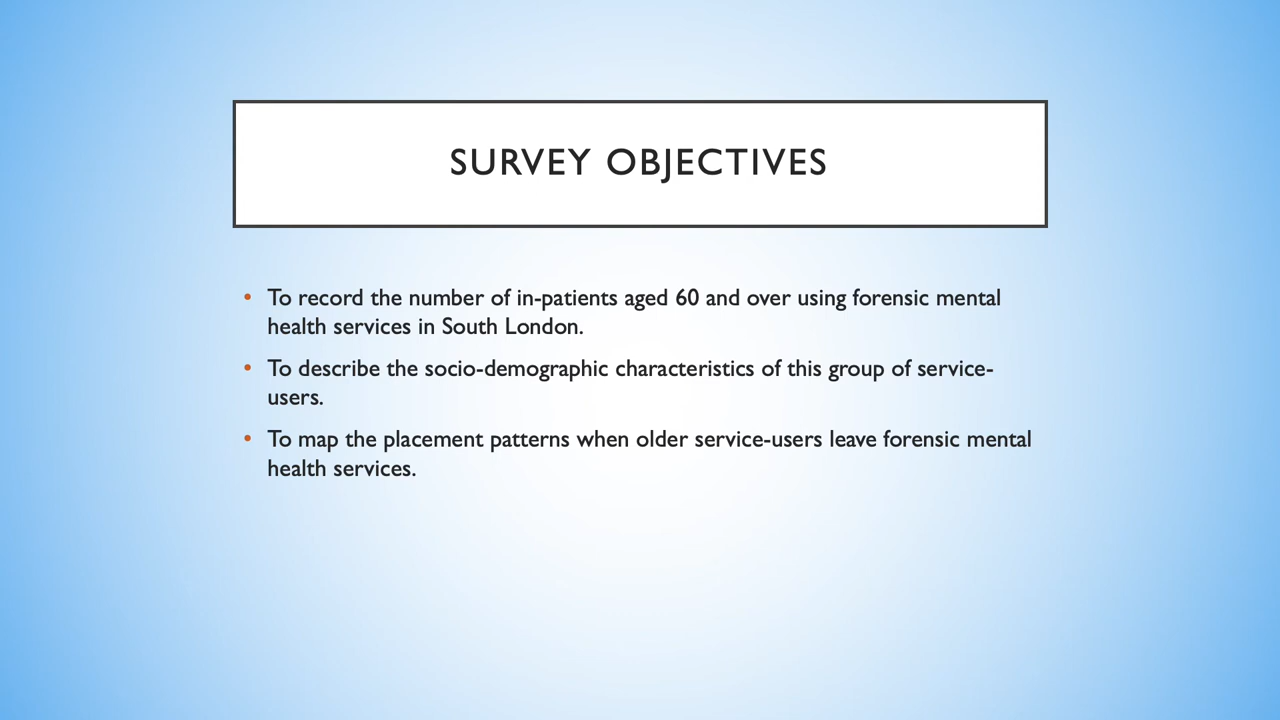 SURVEY OBJECTIVES
• To record the number of in-patients aged 60 and over using forensic mental
health services in South London.
• To describe the socio-demographic characteristics of this group of service-
users.
• To map the placement patterns when older service-users leave forensic mental
health services.